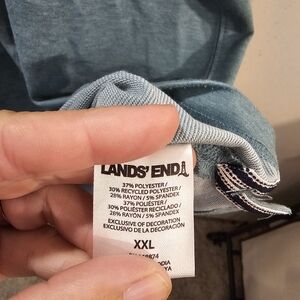 LANDS' END
37% POLYESTER /
30% RECYCLED POLYESTER /
28% RAYON / 5% SPANDEX
37% POLIÉSTER /
30% POLIÉSTER RECICLADO /
28% RAYÓN / 5% SPANDEX
EXCLUSIVE OF DECORATION
EXCLUSIVA DE LA DECORACIÓN
XXL